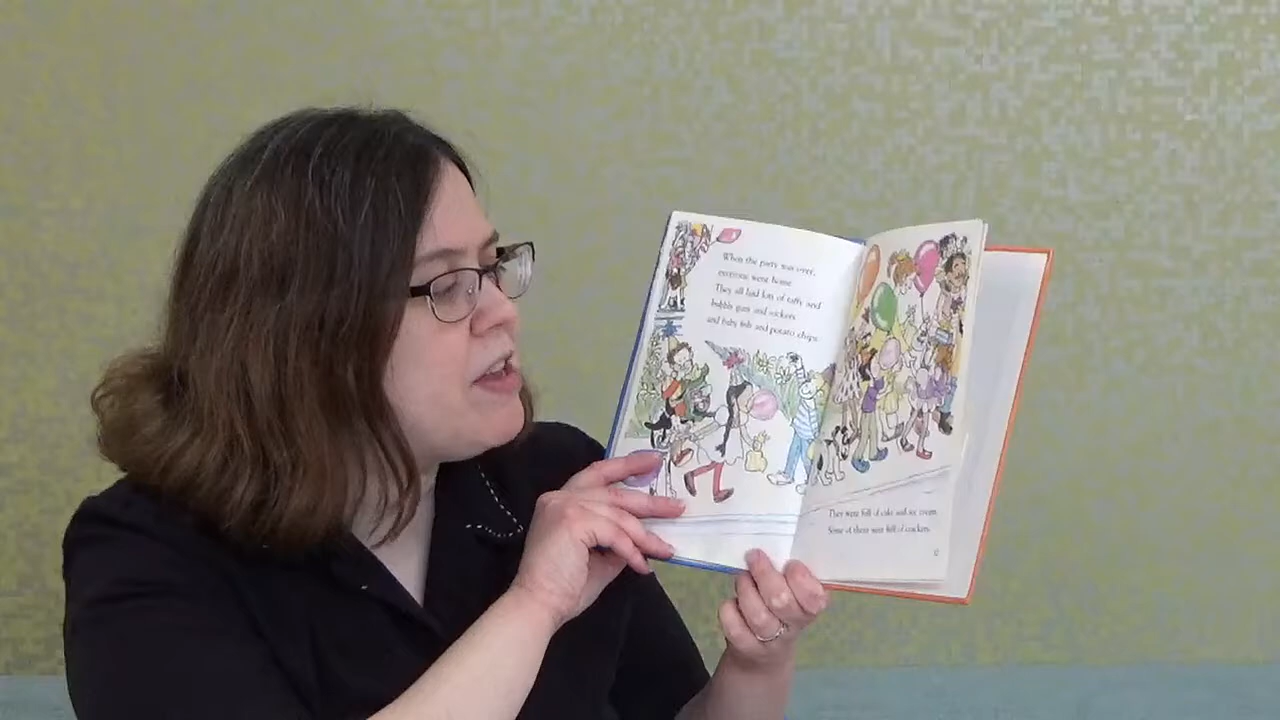 When the party was over,
everyone went home.
They all had lots of taffy and
bubble gum and suckers
and baby fish and potato chips.
They were full of cake and ice cream.
Some of them were full of crackers.